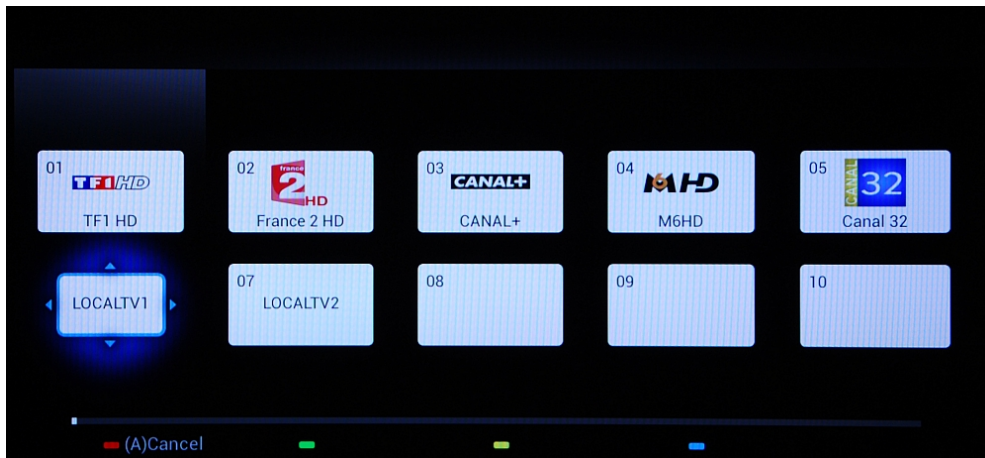 01
TF1 HD
TF1 HD
02
france
2
HD
France 2 HD
03
CANAL+
CANAL+
04
M6 HD
M6HD
05
CANAL
32
Canal 32
LOCALTV1
07
LOCALTV2
08
09
10
(A)Cancel